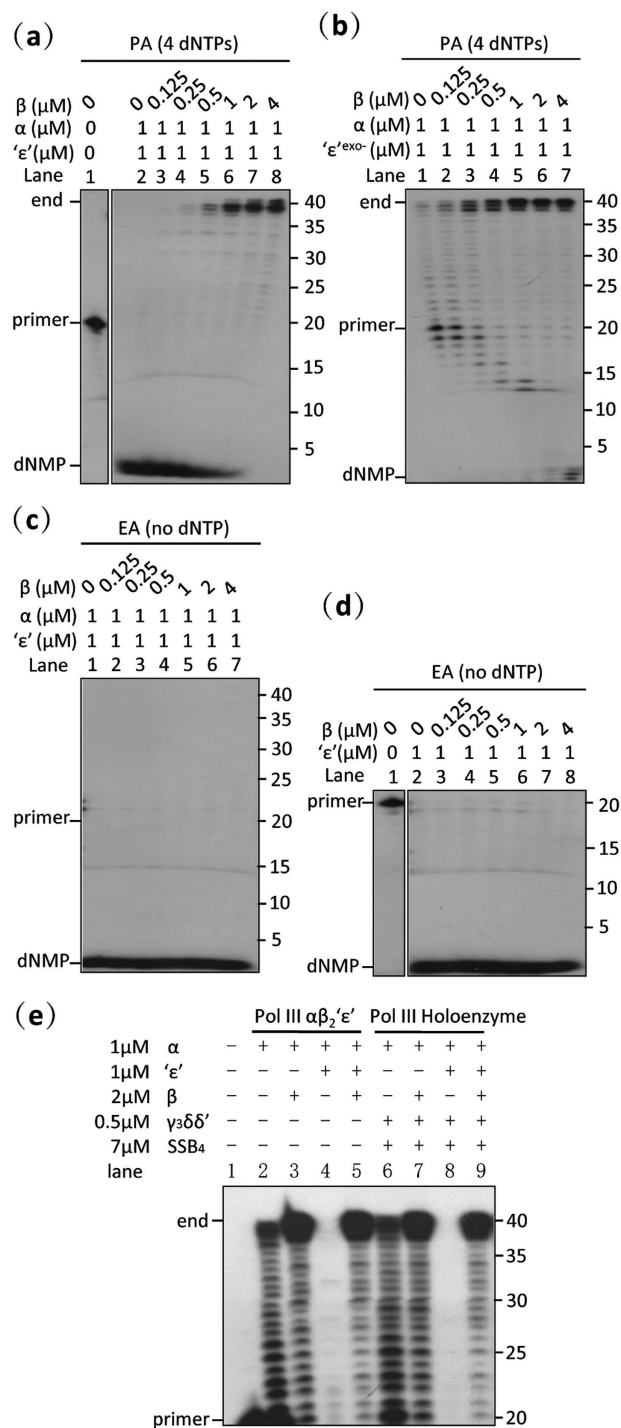 (a)
PA (4 dNTPs)
β (μM) 0 0 0.125 0.25 0.5 1 2 4
α (μM) 0 1 1 1 1 1 1 1
'ε'(μM) 0 1 1 1 1 1 1 1
Lane 1 2 3 4 5 6 7 8
end 40
35
30
25
primer 20
15
10
5
dNMP
(b)
PA (4 dNTPs)
β (μM) 0 0.125 0.25 0.5 1 2 4
α (μM) 1 1 1 1 1 1 1
'ε'exo- (μM) 1 1 1 1 1 1 1
Lane 1 2 3 4 5 6 7
end 40
35
30
25
primer 20
15
10
5
dNMP
(c)
EA (no dNTP)
β (μM) 0 0.125 0.25 0.5 1 2 4
α (μM) 1 1 1 1 1 1 1
'ε' (μM) 1 1 1 1 1 1 1
Lane 1 2 3 4 5 6 7
40
35
30
25
primer 20
15
10
5
dNMP
(d)
EA (no dNTP)
β (μM) 0 0 0.125 0.25 0.5 1 2 4
'ε'(μM) 0 1 1 1 1 1 1 1
Lane 1 2 3 4 5 6 7 8
primer 20
15
10
5
dNMP
(e)
Pol III αβ₂'ε' Pol III Holoenzyme
1μM α − + + + + + + + +
1μM 'ε' − − − + + − − + +
2μM β − − + − + − + − +
0.5μM γ₃δδ' − − − − − + + + +
7μM SSB₄ − − − − − + + + +
lane 1 2 3 4 5 6 7 8 9
end 40
35
30
25
primer 20